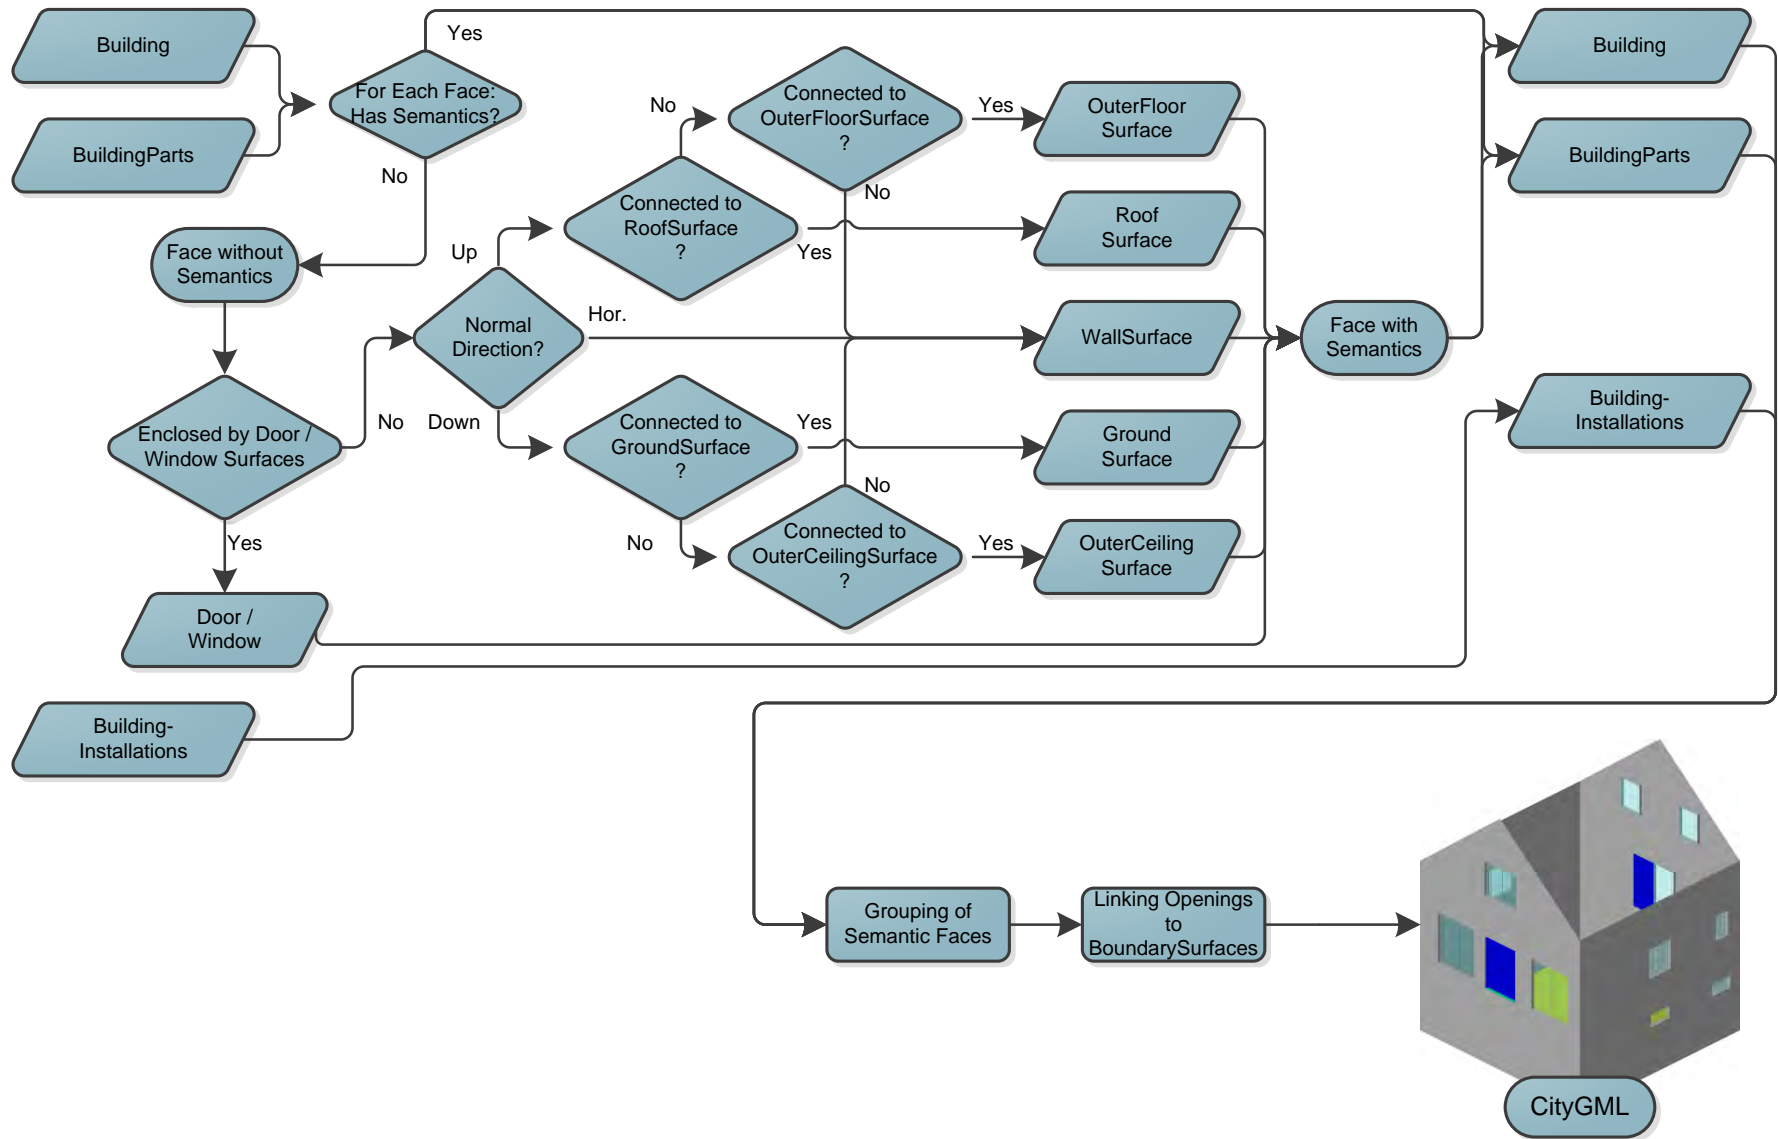 Building
BuildingParts
For Each Face:
Has Semantics?
Yes
No
Face without
Semantics
Enclosed by Door /
Window Surfaces
No
Yes
Door /
Window
Building-
Installations
Normal
Direction?
Up
Hor.
Down
Connected to
RoofSurface
?
No
Yes
Connected to
OuterFloorSurface
?
Yes
No
Connected to
GroundSurface
?
Yes
No
Connected to
OuterCeilingSurface
?
No
Yes
OuterFloor
Surface
Roof
Surface
WallSurface
Ground
Surface
OuterCeiling
Surface
Face with
Semantics
Building
BuildingParts
Building-
Installations
Grouping of
Semantic Faces
Linking Openings
to
BoundarySurfaces
CityGML